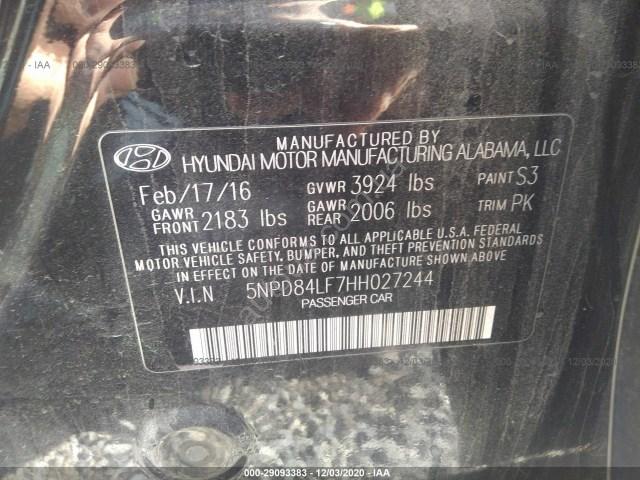 MANUFACTURED BY
HYUNDAI MOTOR MANUFACTURING ALABAMA, LLC
Feb/17/16 GVWR 3924 lbs PAINT S3
GAWR FRONT 2183 lbs GAWR REAR 2006 lbs TRIM PK
THIS VEHICLE CONFORMS TO ALL APPLICABLE U.S.A. FEDERAL
MOTOR VEHICLE SAFETY, BUMPER, AND THEFT PREVENTION STANDARDS
IN EFFECT ON THE DATE OF MANUFACTURE SHOWN ABOVE.
V.I.N 5NPD84LF7HH027244
PASSENGER CAR
000-29093383 - 12/03/2020 - IAA